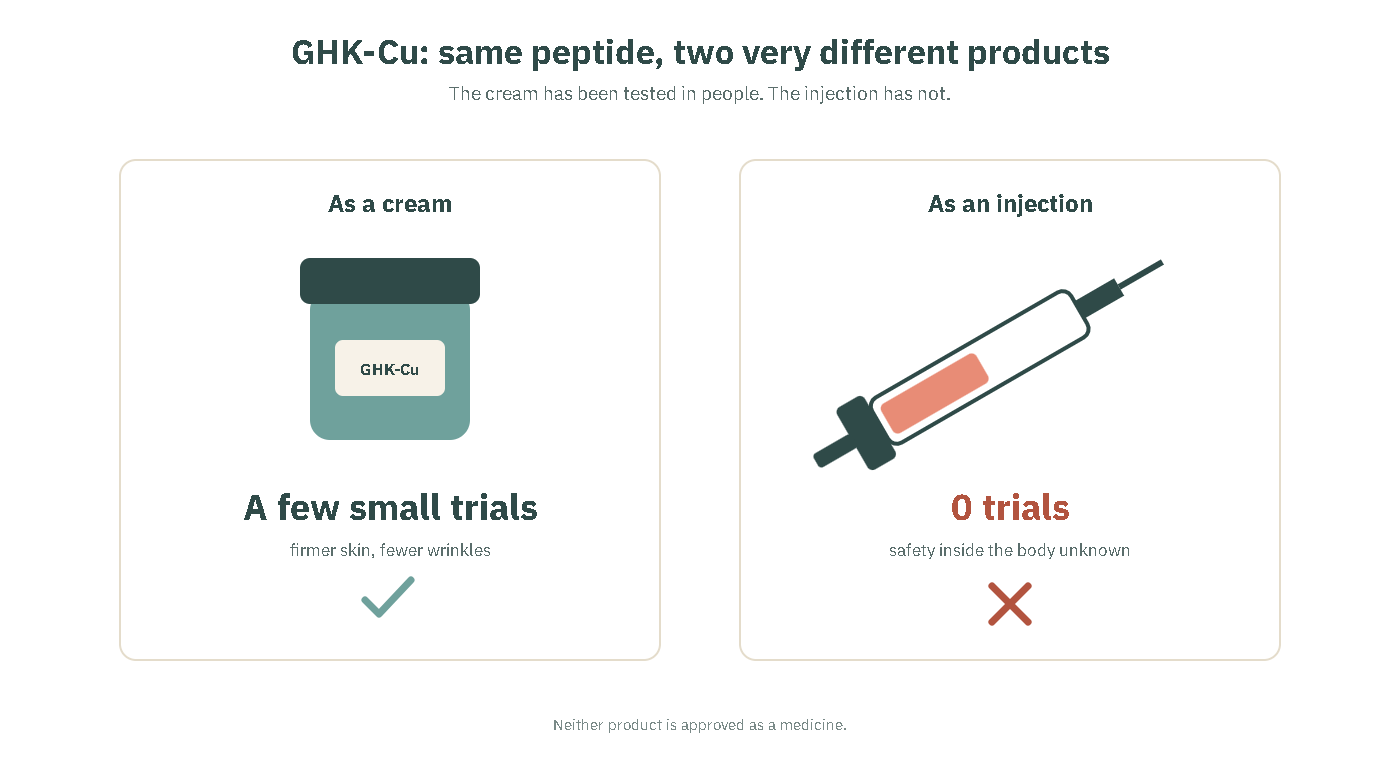 GHK-Cu: same peptide, two very different products
The cream has been tested in people. The injection has not.
As a cream
GHK-Cu
A few small trials
firmer skin, fewer wrinkles
As an injection
0 trials
safety inside the body unknown
Neither product is approved as a medicine.